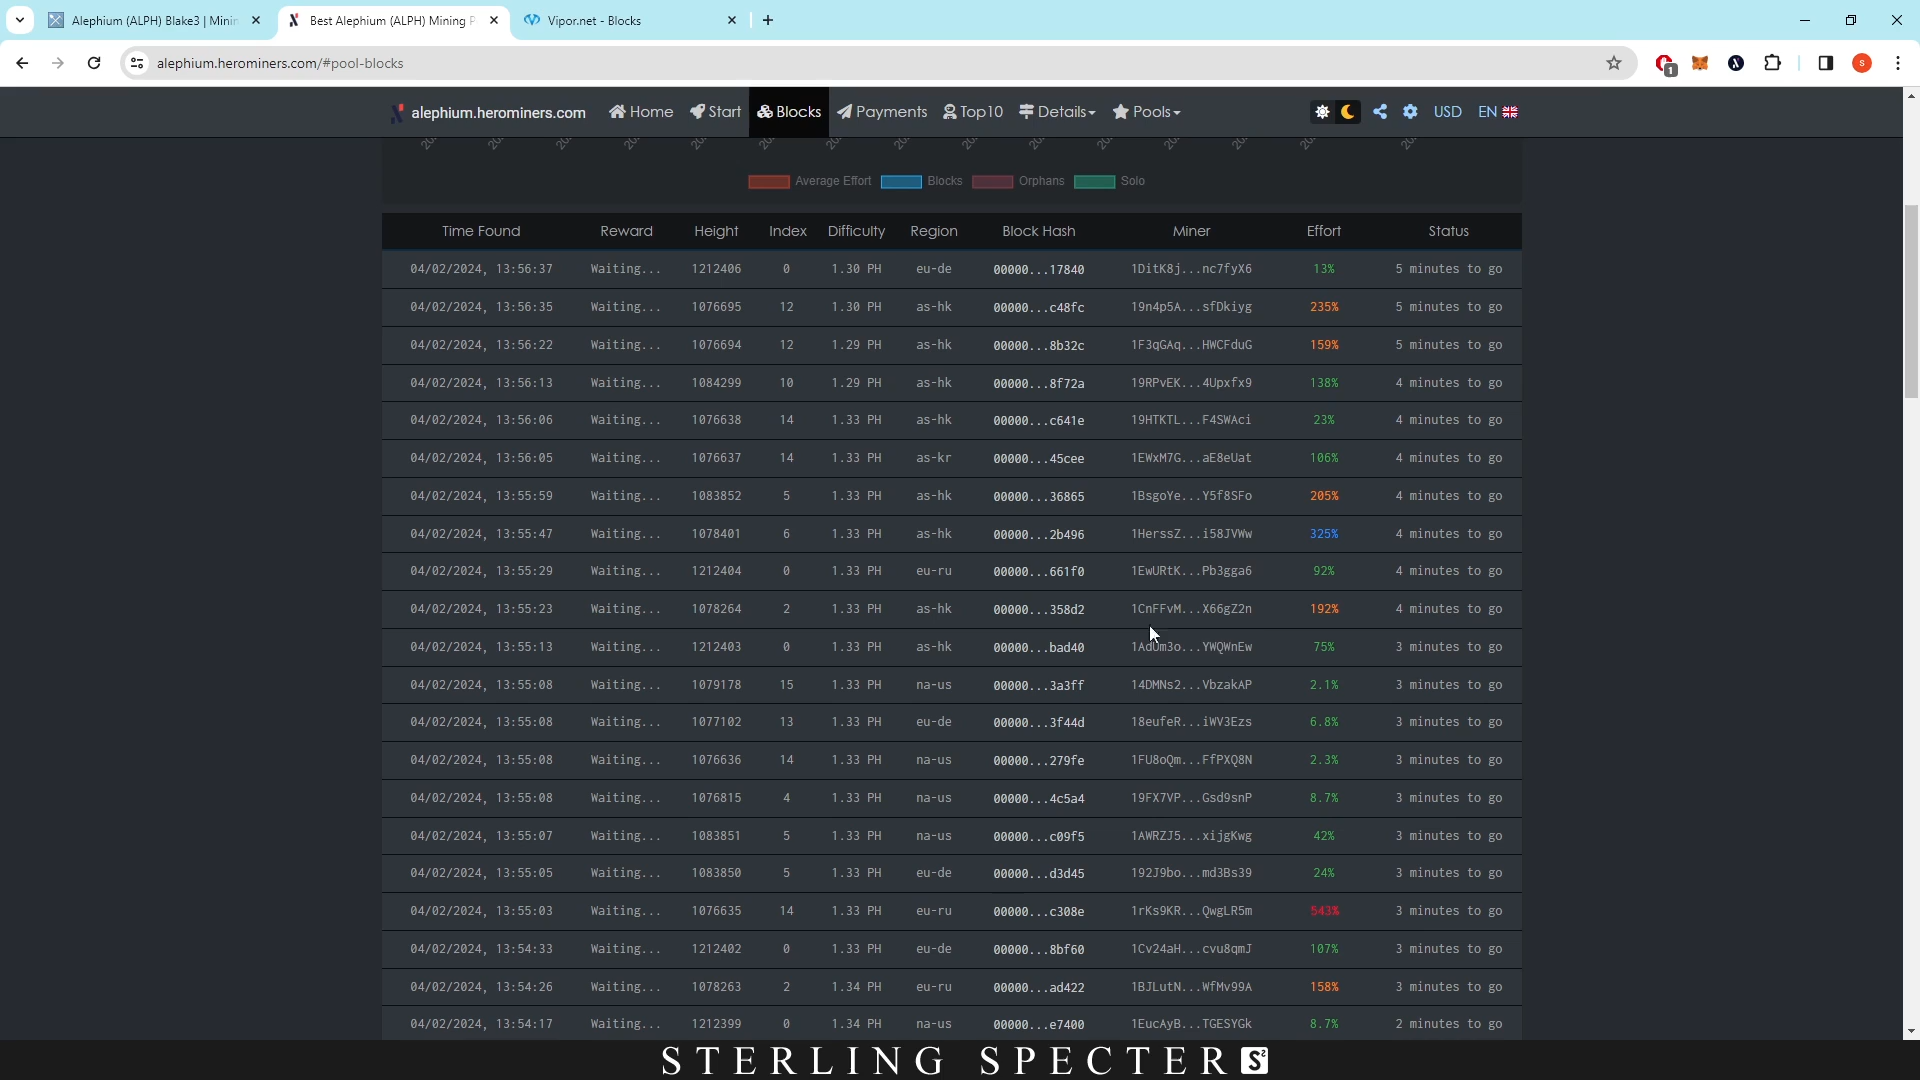 Alephium (ALPH) Blake3 | Minin
Best Alephium (ALPH) Mining P
Vipor.net - Blocks
alephium.herominers.com/#pool-blocks
1
S
alephium.herominers.com Home Start Blocks Payments Top10 Details Pools USD EN
Average Effort Blocks Orphans Solo
Time Found Reward Height Index Difficulty Region Block Hash Miner Effort Status
04/02/2024, 13:56:37 Waiting... 1212406 0 1.30 PH eu-de 00000...17840 1DitK8j...nc7fyX6 13% 5 minutes to go
04/02/2024, 13:56:35 Waiting... 1076695 12 1.30 PH as-hk 00000...c48fc 19n4p5A...sfDkiyg 235% 5 minutes to go
04/02/2024, 13:56:22 Waiting... 1076694 12 1.29 PH as-hk 00000...8b32c 1F3qGAq...HWCFduG 159% 5 minutes to go
04/02/2024, 13:56:13 Waiting... 1084299 10 1.29 PH as-hk 00000...8f72a 19RPvEK...4Upxfx9 138% 4 minutes to go
04/02/2024, 13:56:06 Waiting... 1076638 14 1.33 PH as-hk 00000...c641e 19HTKTL...F4SWAci 23% 4 minutes to go
04/02/2024, 13:56:05 Waiting... 1076637 14 1.33 PH as-kr 00000...45cee 1EWxM7G...aE8eUat 106% 4 minutes to go
04/02/2024, 13:55:59 Waiting... 1083852 5 1.33 PH as-hk 00000...36865 1BsgoYe...Y5f8SFo 205% 4 minutes to go
04/02/2024, 13:55:47 Waiting... 1078401 6 1.33 PH as-hk 00000...2b496 1HerssZ...i58JVWw 325% 4 minutes to go
04/02/2024, 13:55:29 Waiting... 1212404 0 1.33 PH eu-ru 00000...661f0 1EwURtK...Pb3gga6 92% 4 minutes to go
04/02/2024, 13:55:23 Waiting... 1078264 2 1.33 PH as-hk 00000...358d2 1CnFFvM...X66gZ2n 192% 4 minutes to go
04/02/2024, 13:55:13 Waiting... 1212403 0 1.33 PH as-hk 00000...bad40 1AdUm3o...YWQWnEw 75% 3 minutes to go
04/02/2024, 13:55:08 Waiting... 1079178 15 1.33 PH na-us 00000...3a3ff 14DMNs2...VbzakAP 2.1% 3 minutes to go
04/02/2024, 13:55:08 Waiting... 1077102 13 1.33 PH eu-de 00000...3f44d 18eufeR...iWV3Ezs 6.8% 3 minutes to go
04/02/2024, 13:55:08 Waiting... 1076636 14 1.33 PH na-us 00000...279fe 1FU8oQm...FfPXQ8N 2.3% 3 minutes to go
04/02/2024, 13:55:08 Waiting... 1076815 4 1.33 PH na-us 00000...4c5a4 19FX7VP...Gsd9snP 8.7% 3 minutes to go
04/02/2024, 13:55:07 Waiting... 1083851 5 1.33 PH na-us 00000...c09f5 1AWRZJ5...xijgKwg 42% 3 minutes to go
04/02/2024, 13:55:05 Waiting... 1083850 5 1.33 PH eu-de 00000...d3d45 192J9bo...md3Bs39 24% 3 minutes to go
04/02/2024, 13:55:03 Waiting... 1076635 14 1.33 PH eu-ru 00000...c308e 1rKs9KR...QwgLR5m 543% 3 minutes to go
04/02/2024, 13:54:33 Waiting... 1212402 0 1.33 PH eu-de 00000...8bf60 1Cv24aH...cvu8qmJ 107% 3 minutes to go
04/02/2024, 13:54:26 Waiting... 1078263 2 1.34 PH eu-ru 00000...ad422 1BJLutN...WfMv99A 158% 3 minutes to go
04/02/2024, 13:54:17 Waiting... 1212399 0 1.34 PH na-us 00000...e7400 1EucAyB...TGESYGk 8.7% 2 minutes to go
STERLING SPECTER